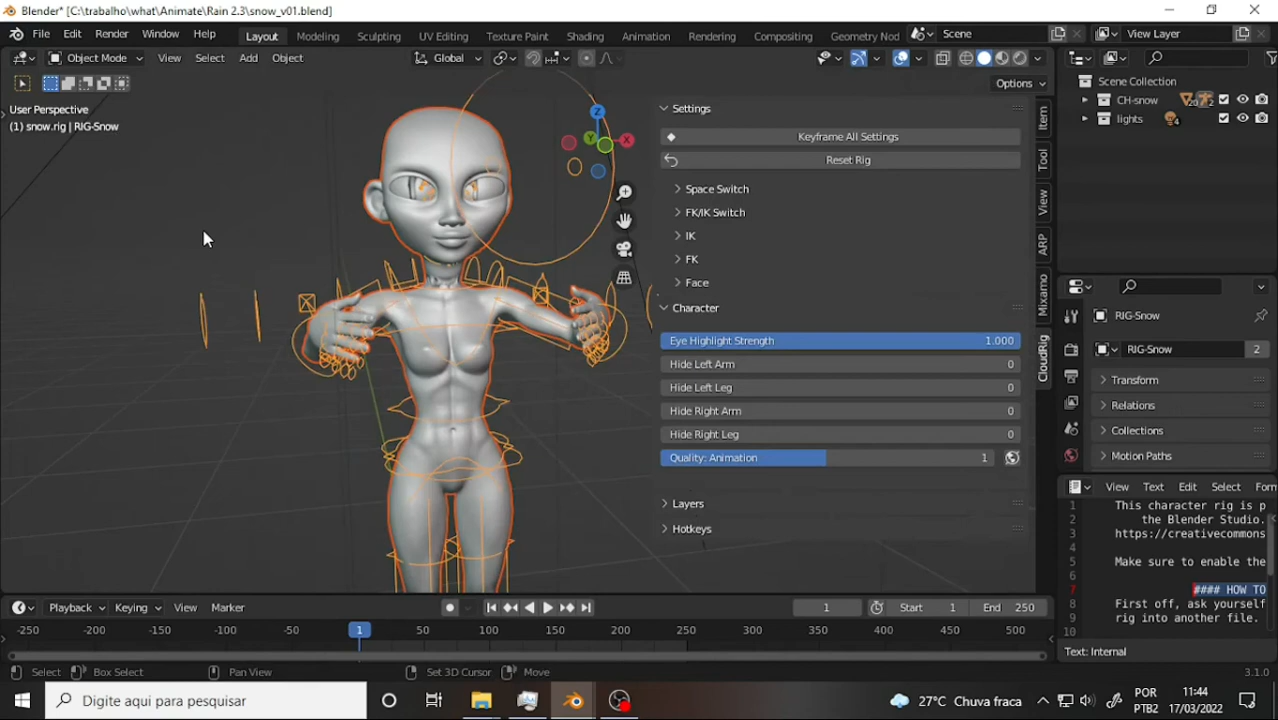 Blender* [C:\trabalho\what\Animate\Rain 2.3\snow_v01.blend]
File Edit Render Window Help Layout Modeling Sculpting UV Editing Texture Paint Shading Animation Rendering Compositing Geometry Nod Scene View Layer
Object Mode View Select Add Object Global
Options
User Perspective
(1) snow.rig | RIG-Snow
Z
Y
X
Settings
Keyframe All Settings
Reset Rig
Space Switch
FK/IK Switch
IK
FK
Face
Character
Eye Highlight Strength 1.000
Hide Left Arm 0
Hide Left Leg 0
Hide Right Arm 0
Hide Right Leg 0
Quality: Animation 1
Layers
Hotkeys
Item
Tool
View
ARP
Mixamo
CloudRig
Scene Collection
CH-snow 2
lights 4
RIG-Snow
RIG-Snow 2
Transform
Relations
Collections
Motion Paths
View Text Edit Select Form
1 This character rig is p
2 the Blender Studio.
3 https://creativecommons
4
5 Make sure to enable the
6
7 #### HOW TO
8 First off, ask yourself
9 rig into another file.
10
Text: Internal
Playback Keying View Marker 1 Start 1 End 250
-250 -200 -150 -100 -50 1 50 100 150 200 250 300 350 400 450 500
Select Box Select Pan View Set 3D Cursor Move 3.1.0
Digite aqui para pesquisar
27°C Chuva fraca
POR
PTB2
11:44
17/03/2022